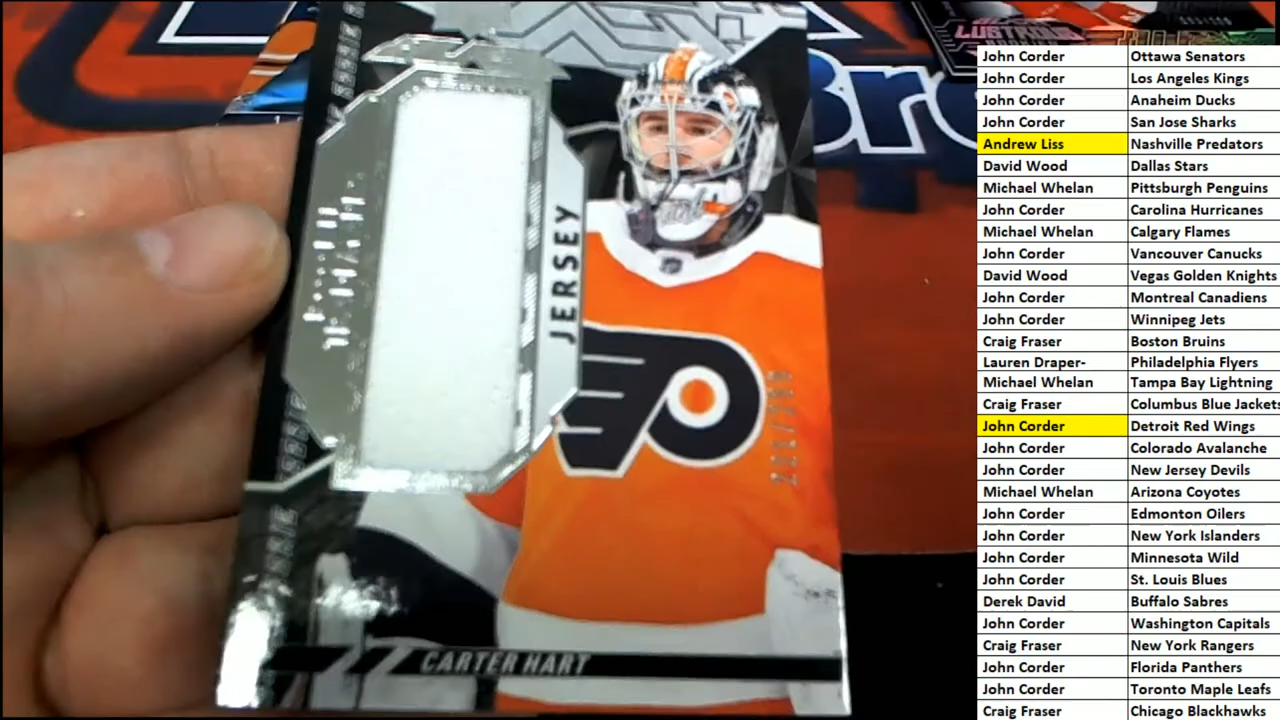 LUSTROUS
Bre
JERSEY
221/299
CARTER HART
John Corder Ottawa Senators
John Corder Los Angeles Kings
John Corder Anaheim Ducks
John Corder San Jose Sharks
Andrew Liss Nashville Predators
David Wood Dallas Stars
Michael Whelan Pittsburgh Penguins
John Corder Carolina Hurricanes
Michael Whelan Calgary Flames
John Corder Vancouver Canucks
David Wood Vegas Golden Knights
John Corder Montreal Canadiens
John Corder Winnipeg Jets
Craig Fraser Boston Bruins
Lauren Draper- Philadelphia Flyers
Michael Whelan Tampa Bay Lightning
Craig Fraser Columbus Blue Jackets
John Corder Detroit Red Wings
John Corder Colorado Avalanche
John Corder New Jersey Devils
Michael Whelan Arizona Coyotes
John Corder Edmonton Oilers
John Corder New York Islanders
John Corder Minnesota Wild
John Corder St. Louis Blues
Derek David Buffalo Sabres
John Corder Washington Capitals
Craig Fraser New York Rangers
John Corder Florida Panthers
John Corder Toronto Maple Leafs
Craig Fraser Chicago Blackhawks